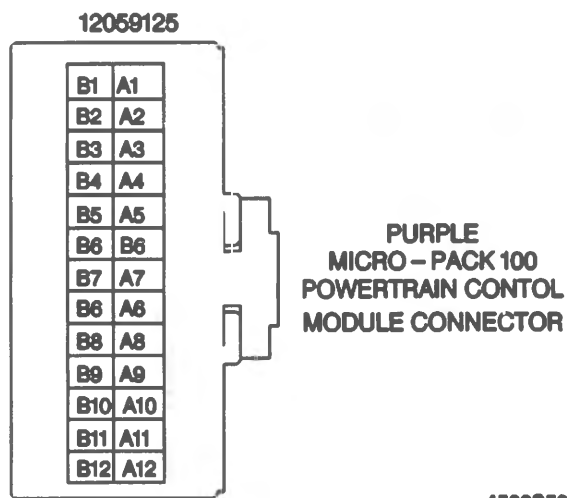 12059125
B1 A1
B2 A2
B3 A3
B4 A4
B5 A5
B6 B6
B7 A7
B6 A6
B8 A8
B9 A9
B10 A10
B11 A11
B12 A12
PURPLE
MICRO – PACK 100
POWERTRAIN CONTOL
MODULE CONNECTOR